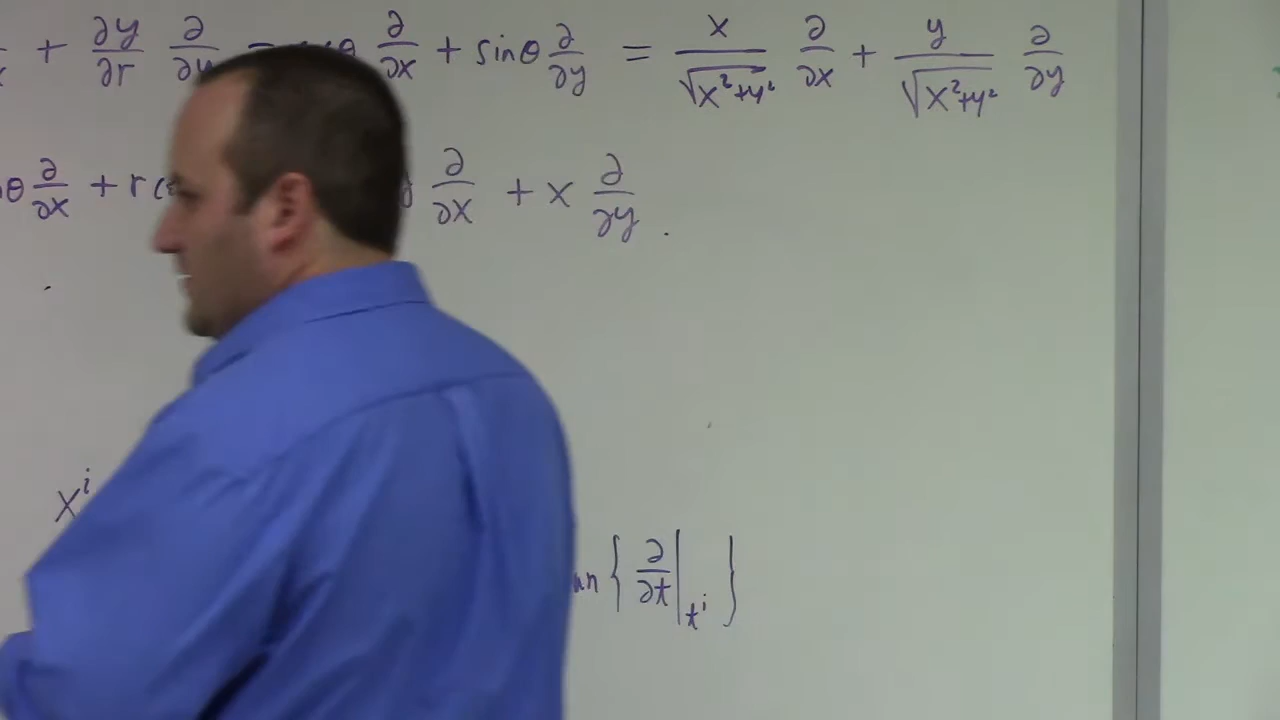 + ∂y/∂r ∂/∂y = cosθ ∂/∂x + sinθ ∂/∂y = x/√(x²+y²) ∂/∂x + y/√(x²+y²) ∂/∂y
θ ∂/∂x + r ∂/∂x + x ∂/∂y .
xⁱ
{ ∂/∂t |_{tⁱ} }